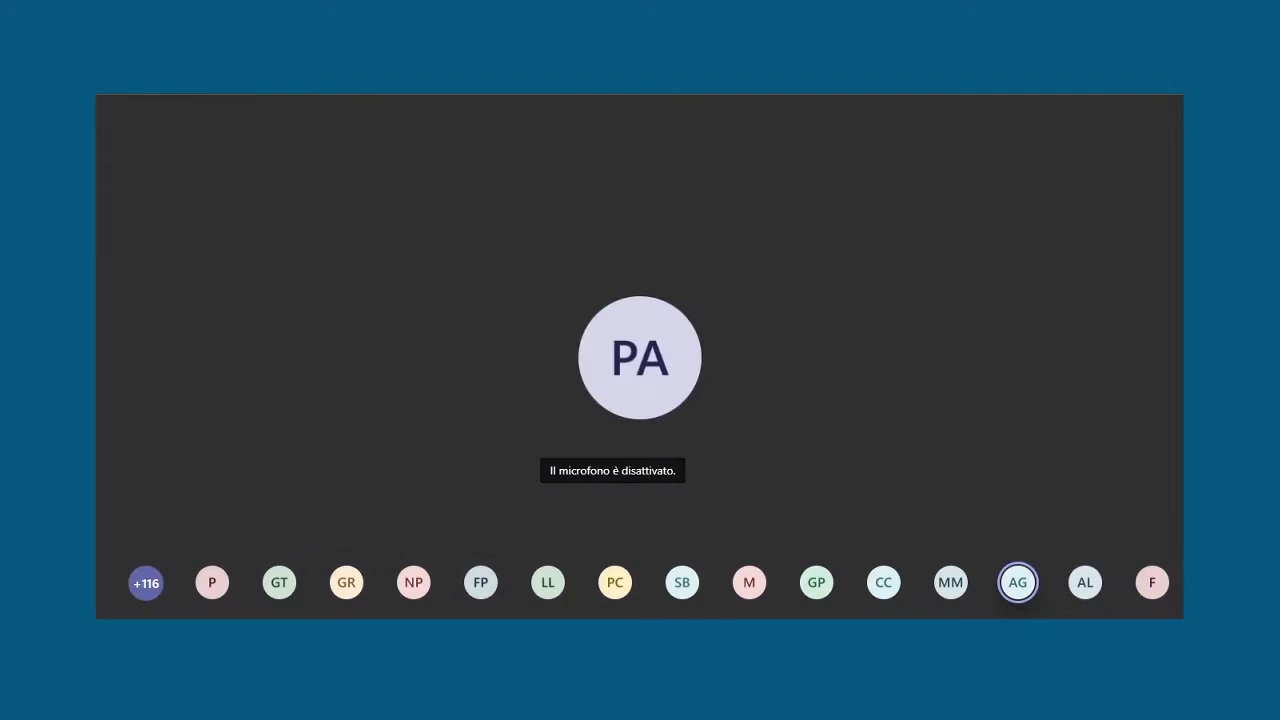 PA
Il microfono è disattivato.
+116 P GT GR NP FP LL PC SB M GP CC MM AG AL F